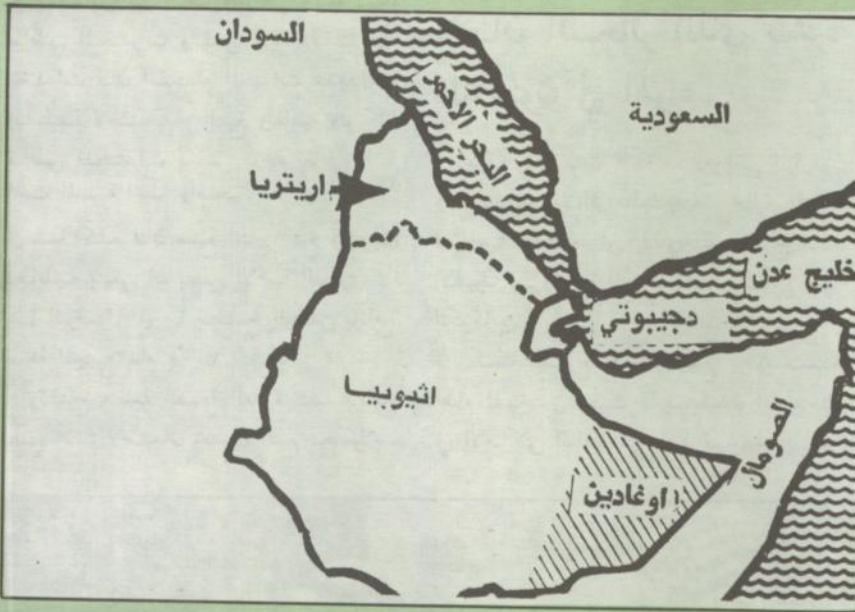 السودان
البحر الاحمر
السعودية
اريتريا
خليج عدن
دجيبوتي
اثيوبيا
الصومال
اوغادين